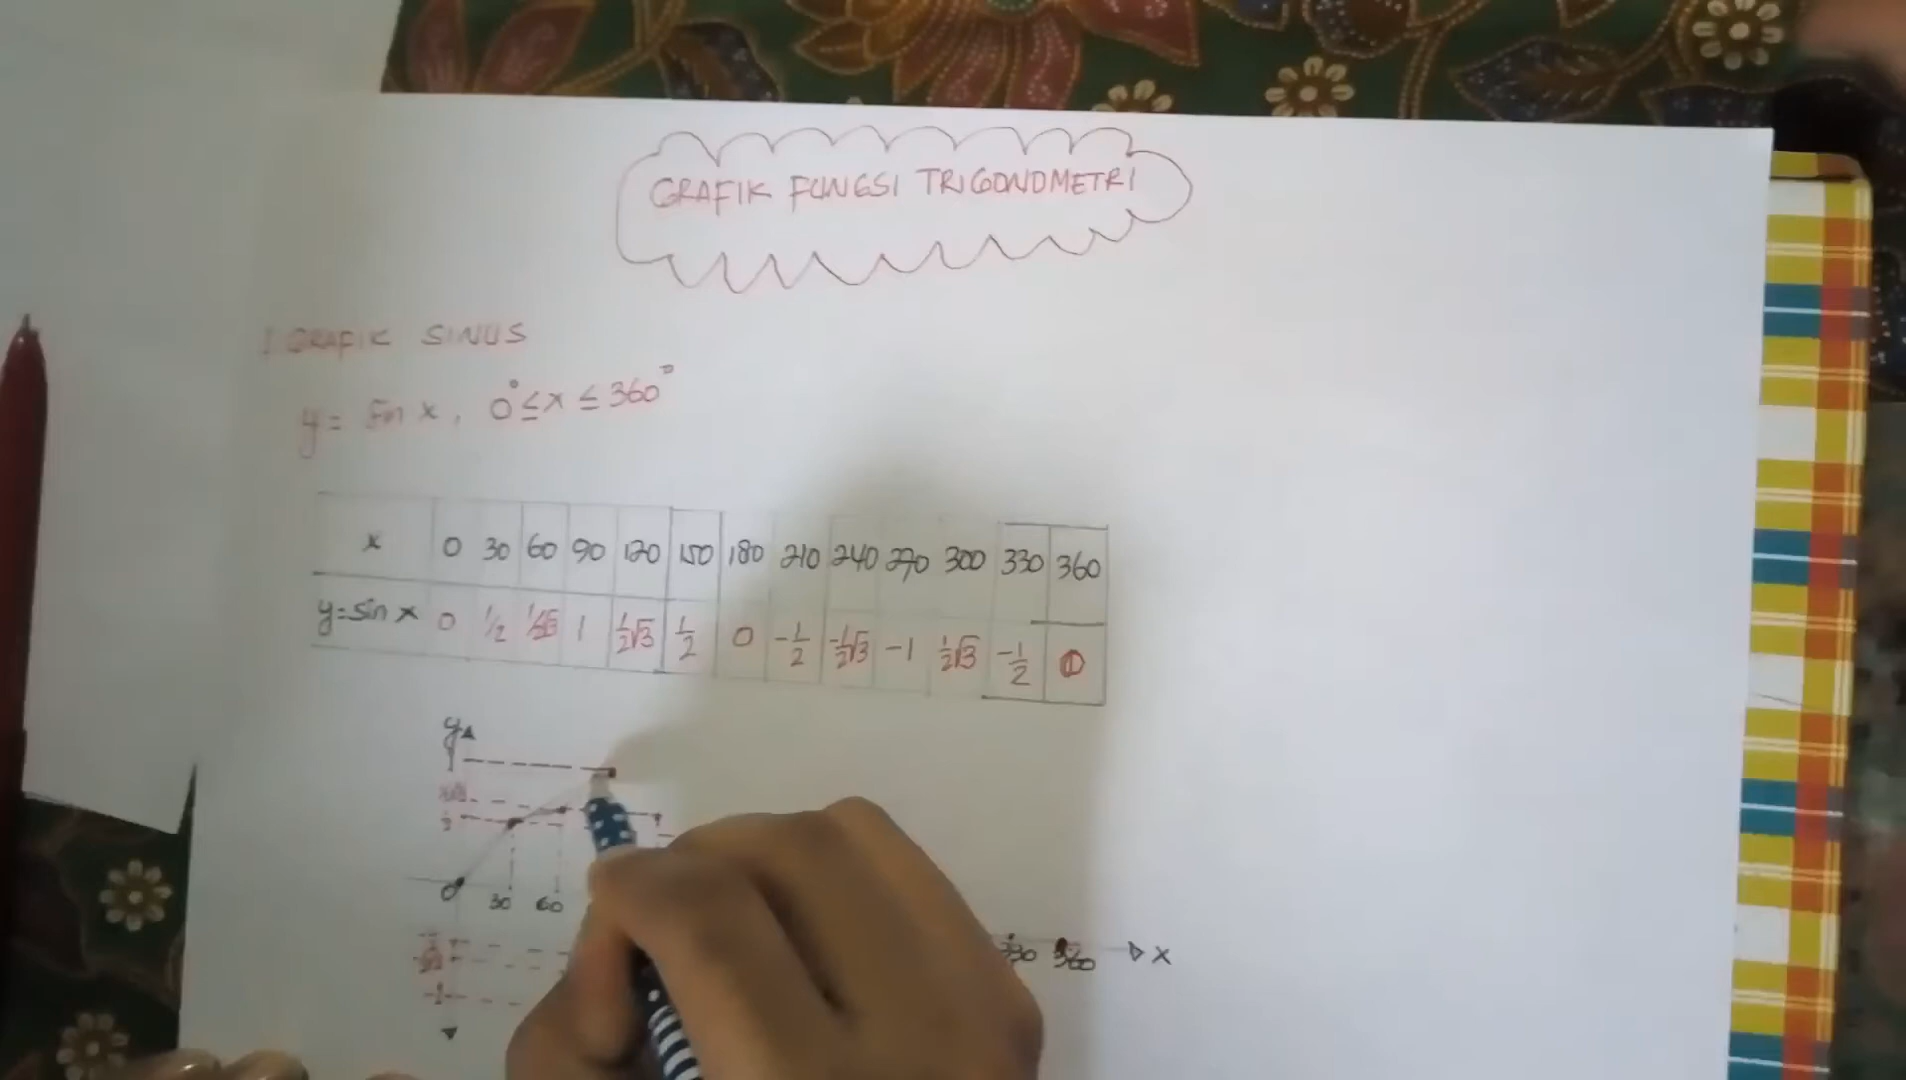 GRAFIK FUNGSI TRIGONOMETRI
1. GRAFIK SINUS
y = sin x, 0° ≤ x ≤ 360°
x 0 30 60 90 120 150 180 210 240 270 300 330 360
y=sin x 0 1/2 1/2√3 1 1/2√3 1/2 0 -1/2 -1/2√3 -1 1/2√3 -1/2 0
y
1
1/2
0 30 60 330 360 x
-1